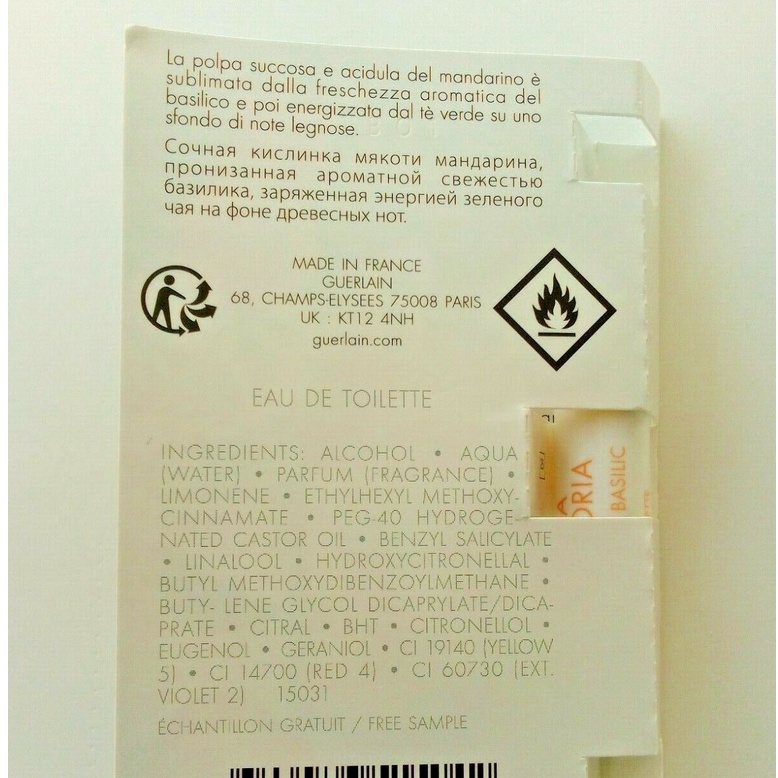 La polpa succosa e acidula del mandarino è
sublimata dalla freschezza aromatica del
basilico e poi energizzata dal tè verde su uno
sfondo di note legnose.
Сочная кислинка мякоти мандарина,
пронизанная ароматной свежестью
базилика, заряженная энергией зеленого
чая на фоне древесных нот.
MADE IN FRANCE
GUERLAIN
68, CHAMPS-ELYSEES 75008 PARIS
UK : KT12 4NH
guerlain.com
EAU DE TOILETTE
INGREDIENTS: ALCOHOL • AQUA
(WATER) • PARFUM (FRAGRANCE) •
LIMONENE • ETHYLHEXYL METHOXY-
CINNAMATE • PEG-40 HYDROGE-
NATED CASTOR OIL • BENZYL SALICYLATE
• LINALOOL • HYDROXYCITRONELLAL •
BUTYL METHOXYDIBENZOYLMETHANE •
BUTY- LENE GLYCOL DICAPRYLATE/DICA-
PRATE • CITRAL • BHT • CITRONELLOL •
EUGENOL • GERANIOL • CI 19140 (YELLOW
5) • CI 14700 (RED 4) • CI 60730 (EXT.
VIOLET 2) 15031
ÉCHANTILLON GRATUIT / FREE SAMPLE
ORIA
BASILIC